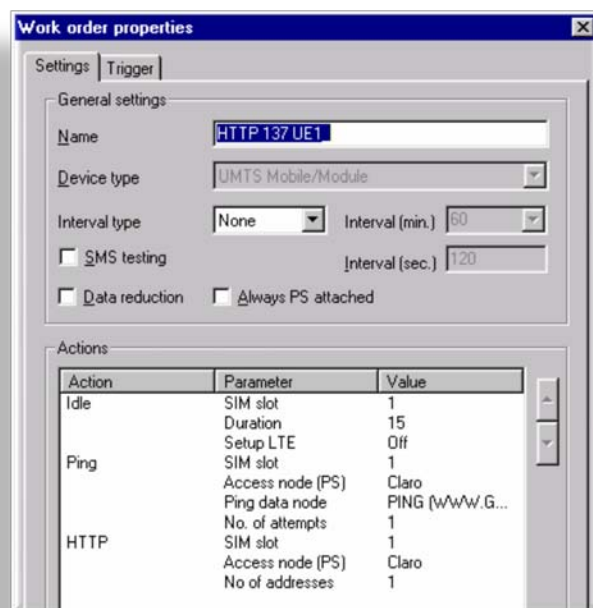 Work order properties
Settings Trigger
General settings
Name HTTP 137 UE1
Device type UMTS Mobile/Module
Interval type None Interval (min.) 60
SMS testing Interval (sec.) 120
Data reduction Always PS attached
Actions
Action Parameter Value
Idle SIM slot 1
Duration 15
Setup LTE Off
Ping SIM slot 1
Access node (PS) Claro
Ping data node PING (WWW.G...
No. of attempts 1
HTTP SIM slot 1
Access node (PS) Claro
No of addresses 1